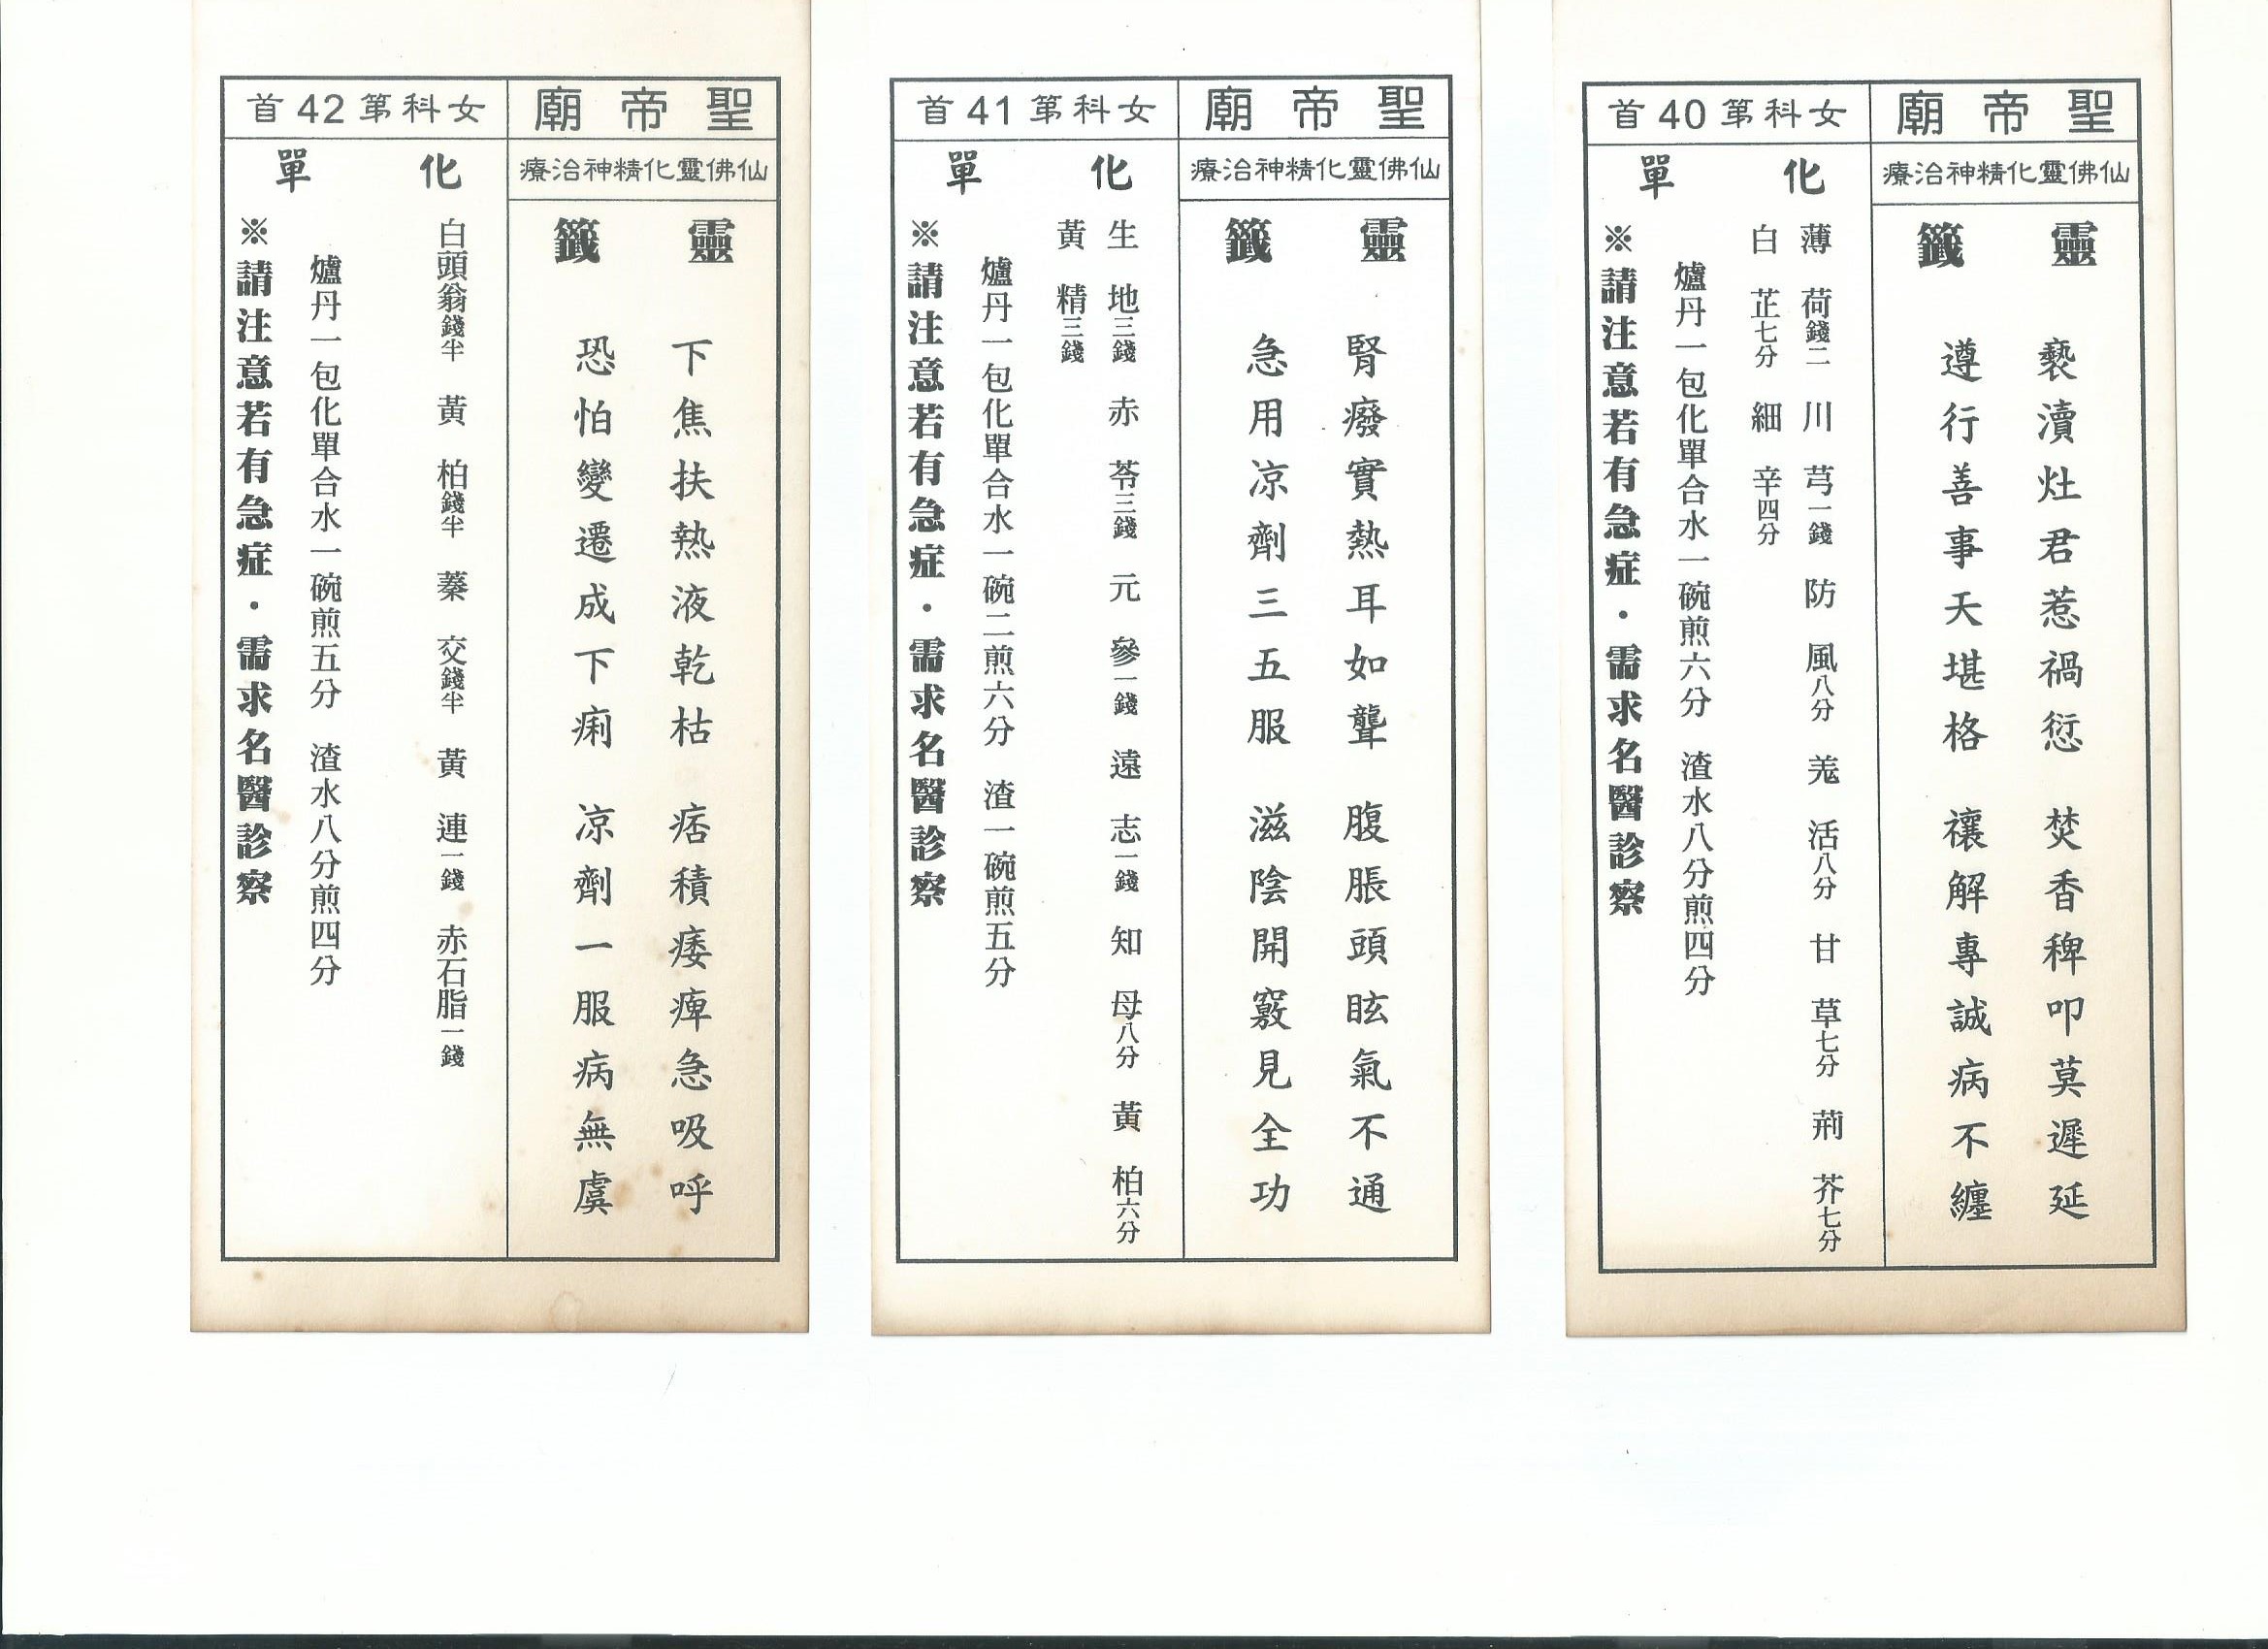 聖帝廟
女科第40首
仙佛靈化精神治療
靈籤
褻瀆灶君惹禍愆 焚香稗叩莫遲延
遵行善事天堪格 禳解專誠病不纏
化單
薄荷錢二 川芎一錢 防風八分 羗活八分 甘草七分 荊芥七分
白芷七分 細辛四分
爐丹一包化單合水一碗煎六分 渣水八分煎四分
※請注意若有急症・需求名醫診察
聖帝廟
女科第41首
仙佛靈化精神治療
靈籤
腎癈實熱耳如聾 腹脹頭眩氣不通
急用凉劑三五服 滋陰開竅見全功
化單
生地三錢 赤苓三錢 元參一錢 遠志一錢 知母八分 黃柏六分
黃精三錢
爐丹一包化單合水一碗二煎六分 渣一碗煎五分
※請注意若有急症・需求名醫診察
聖帝廟
女科第42首
仙佛靈化精神治療
靈籤
下焦扶熱液乾枯 痞積痿痺急吸呼
恐怕變遷成下痢 凉劑一服病無虞
化單
白頭翁錢半 黃柏錢半 蓁交錢半 黃連一錢 赤石脂一錢
爐丹一包化單合水一碗煎五分 渣水八分煎四分
※請注意若有急症・需求名醫診察